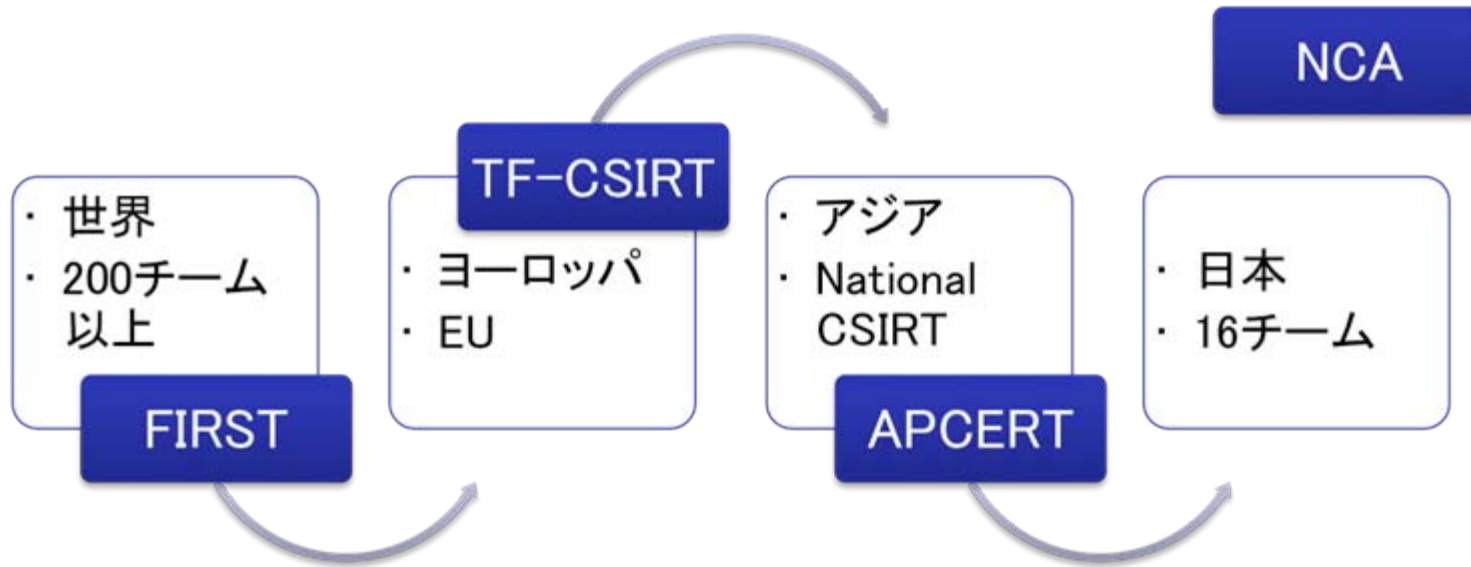 ・ 世界
・ 200チーム
以上
FIRST
TF-CSIRT
・ ヨーロッパ
・ EU
・ アジア
・ National
CSIRT
APCERT
NCA
・ 日本
・ 16チーム